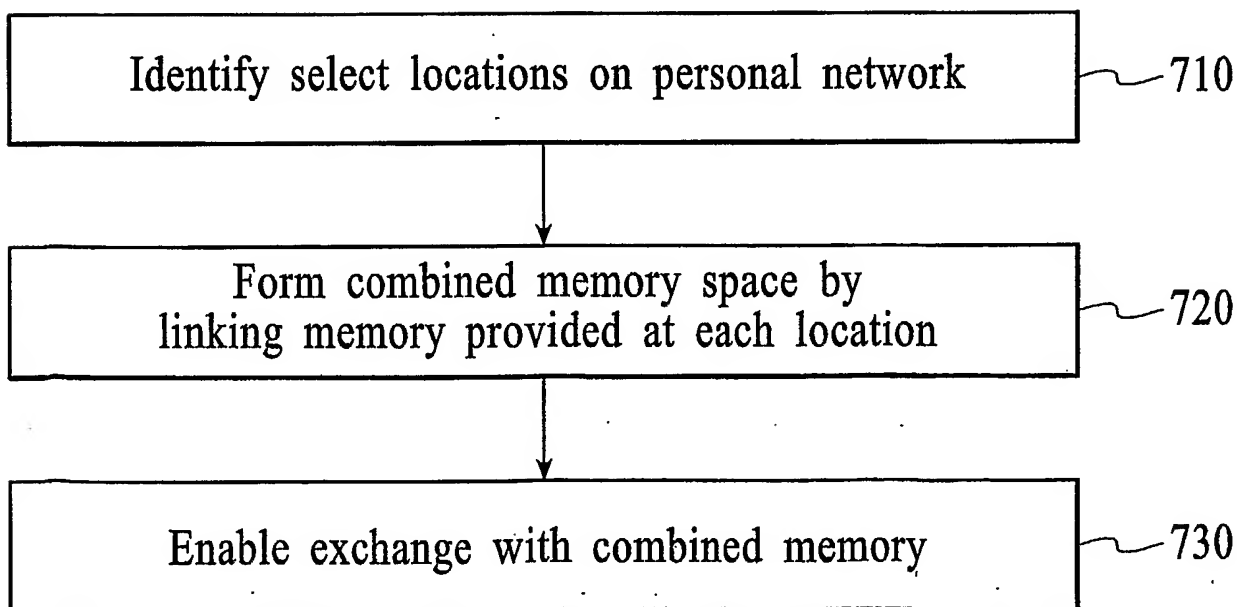 Identify select locations on personal network
710
Form combined memory space by
linking memory provided at each location
720
Enable exchange with combined memory
730